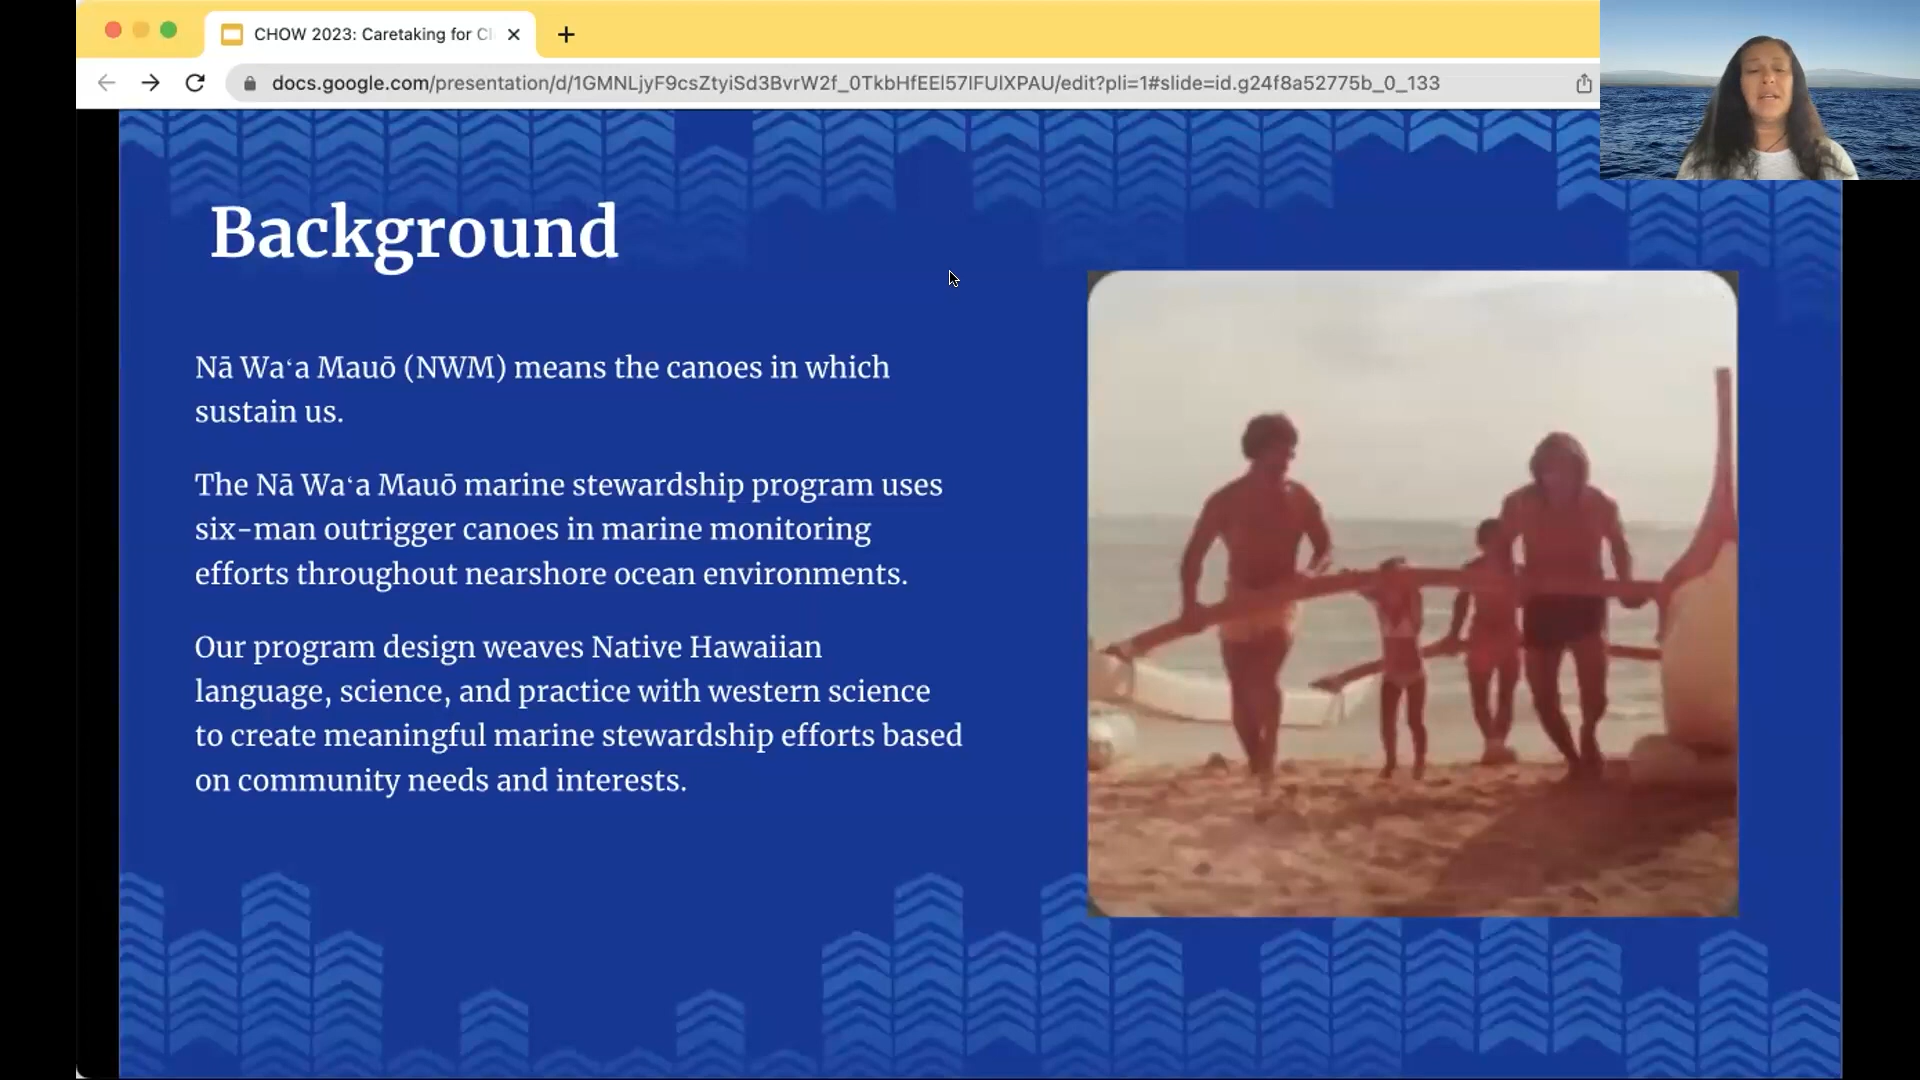 CHOW 2023: Caretaking for Cl
docs.google.com/presentation/d/1GMNLjyF9csZtyiSd3BvrW2f_0TkbHfEEl57lFUlXPAU/edit?pli=1#slide=id.g24f8a52775b_0_133
Background
Nā Waʻa Mauō (NWM) means the canoes in which
sustain us.
The Nā Waʻa Mauō marine stewardship program uses
six-man outrigger canoes in marine monitoring
efforts throughout nearshore ocean environments.
Our program design weaves Native Hawaiian
language, science, and practice with western science
to create meaningful marine stewardship efforts based
on community needs and interests.